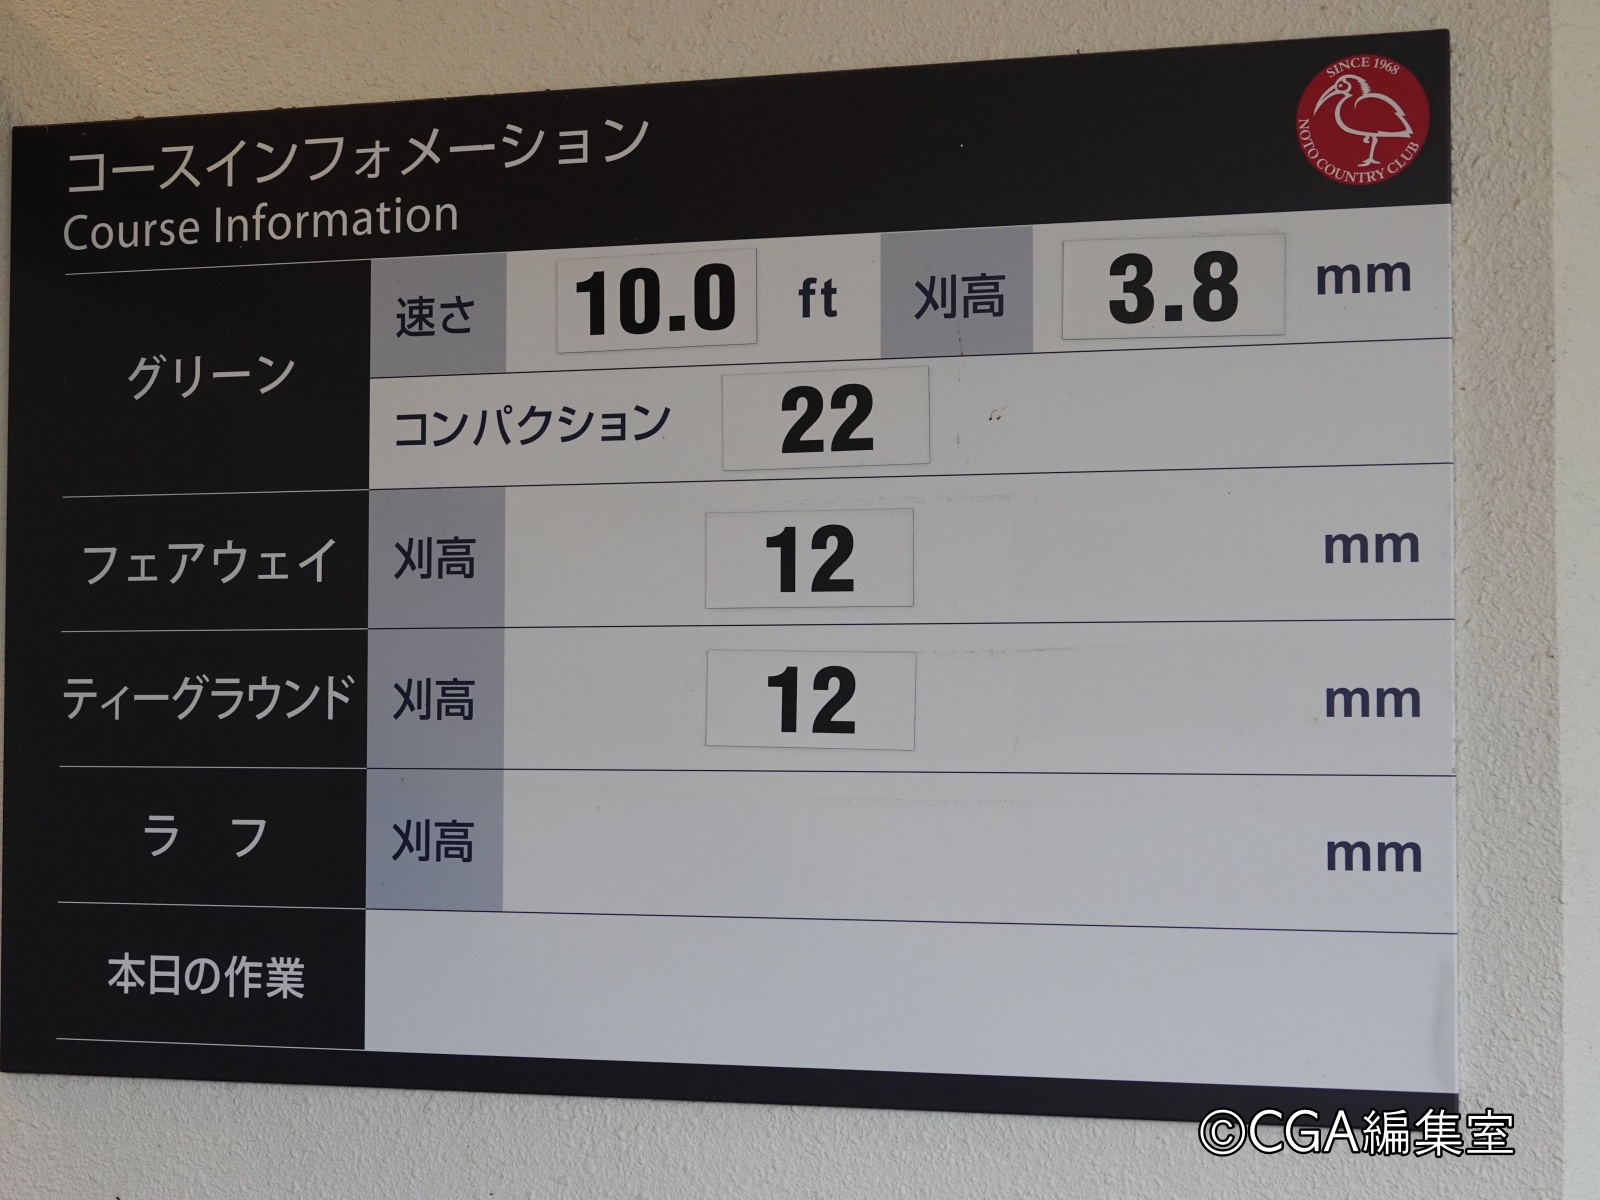 コースインフォメーション
Course Information
SINCE 1968
NOTO COUNTRY CLUB
グリーン 速さ 10.0 ft 刈高 3.8 mm
コンパクション 22
フェアウェイ 刈高 12 mm
ティーグラウンド 刈高 12 mm
ラ フ 刈高 mm
本日の作業
©CGA編集室